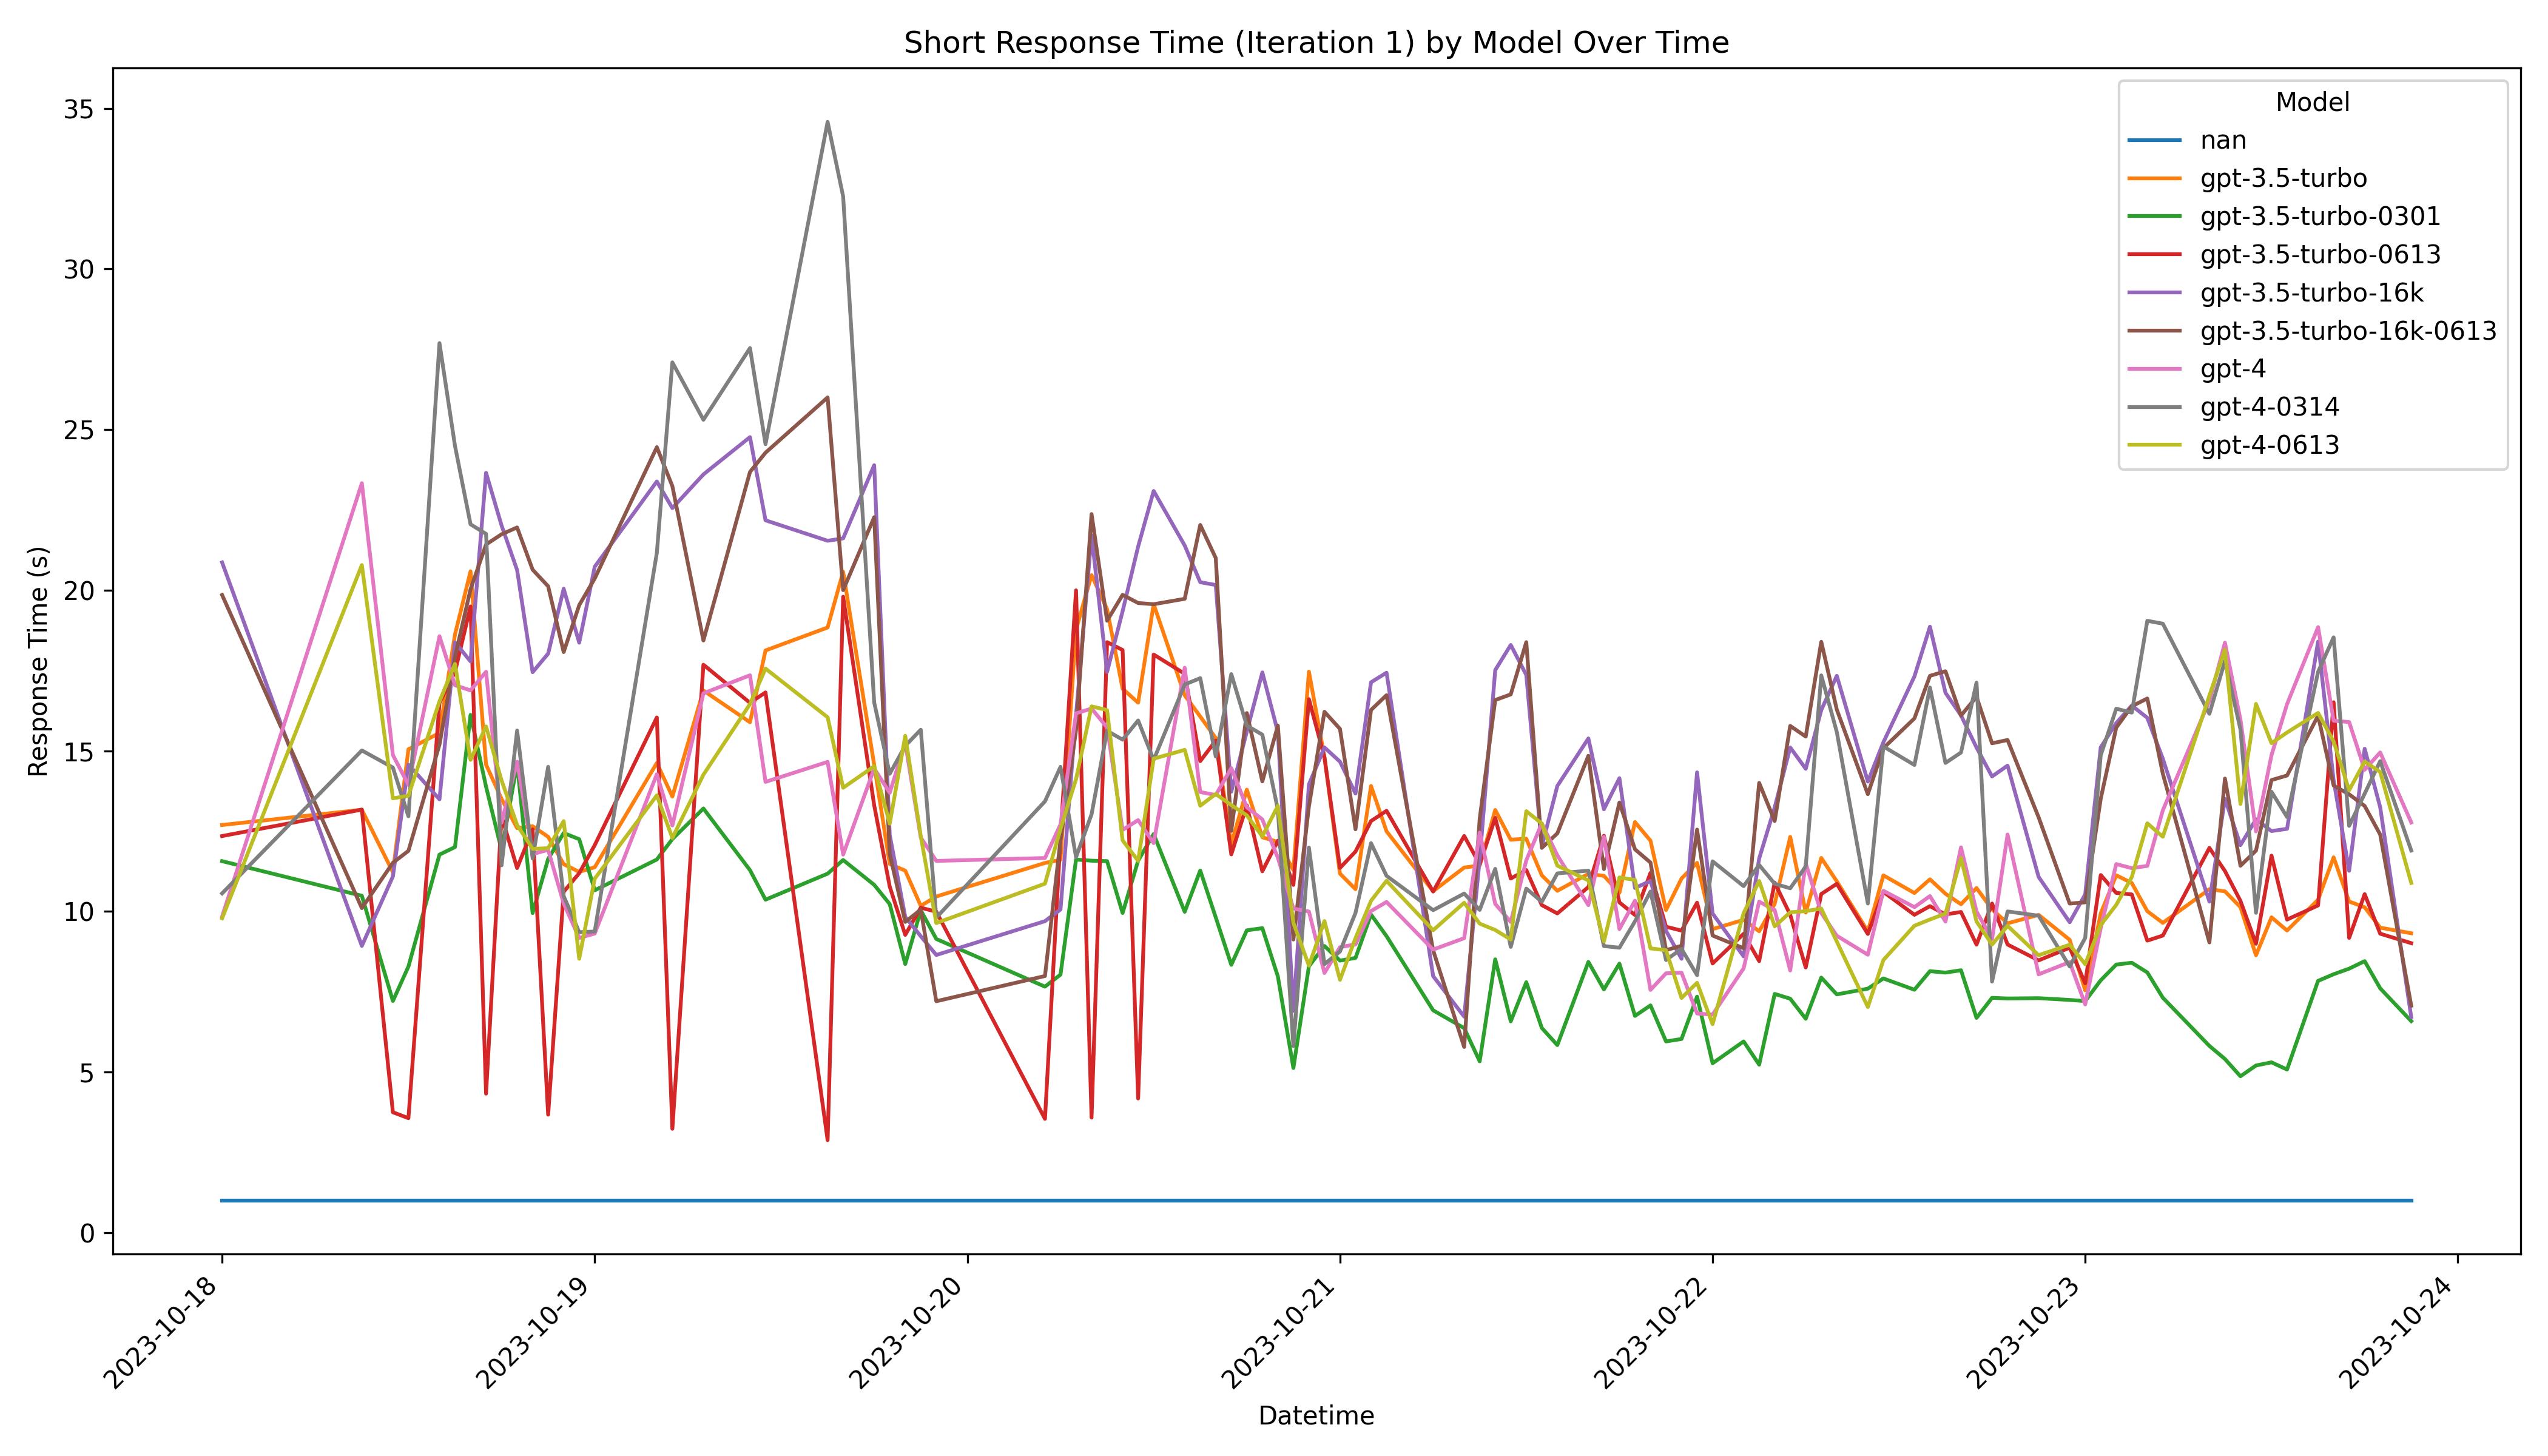 Short Response Time (Iteration 1) by Model Over Time
Model
nan
gpt-3.5-turbo
gpt-3.5-turbo-0301
gpt-3.5-turbo-0613
gpt-3.5-turbo-16k
gpt-3.5-turbo-16k-0613
gpt-4
gpt-4-0314
gpt-4-0613
Response Time (s)
35
30
25
20
15
10
5
0
2023-10-18
2023-10-19
2023-10-20
2023-10-21
2023-10-22
2023-10-23
2023-10-24
Datetime